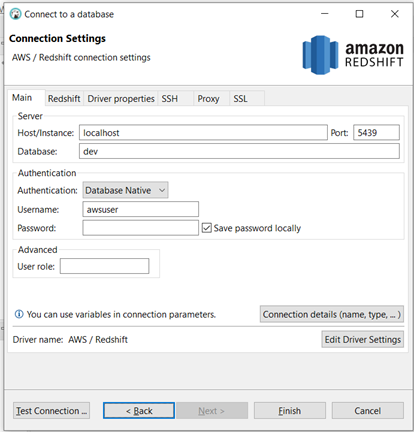 Connect to a database
Connection Settings
AWS / Redshift connection settings
amazon
REDSHIFT
Main Redshift Driver properties SSH Proxy SSL
Server
Host/Instance: localhost Port: 5439
Database: dev
Authentication
Authentication: Database Native
Username: awsuser
Password: Save password locally
Advanced
User role:
You can use variables in connection parameters. Connection details (name, type, ... )
Driver name: AWS / Redshift Edit Driver Settings
Test Connection ... < Back Next > Finish Cancel